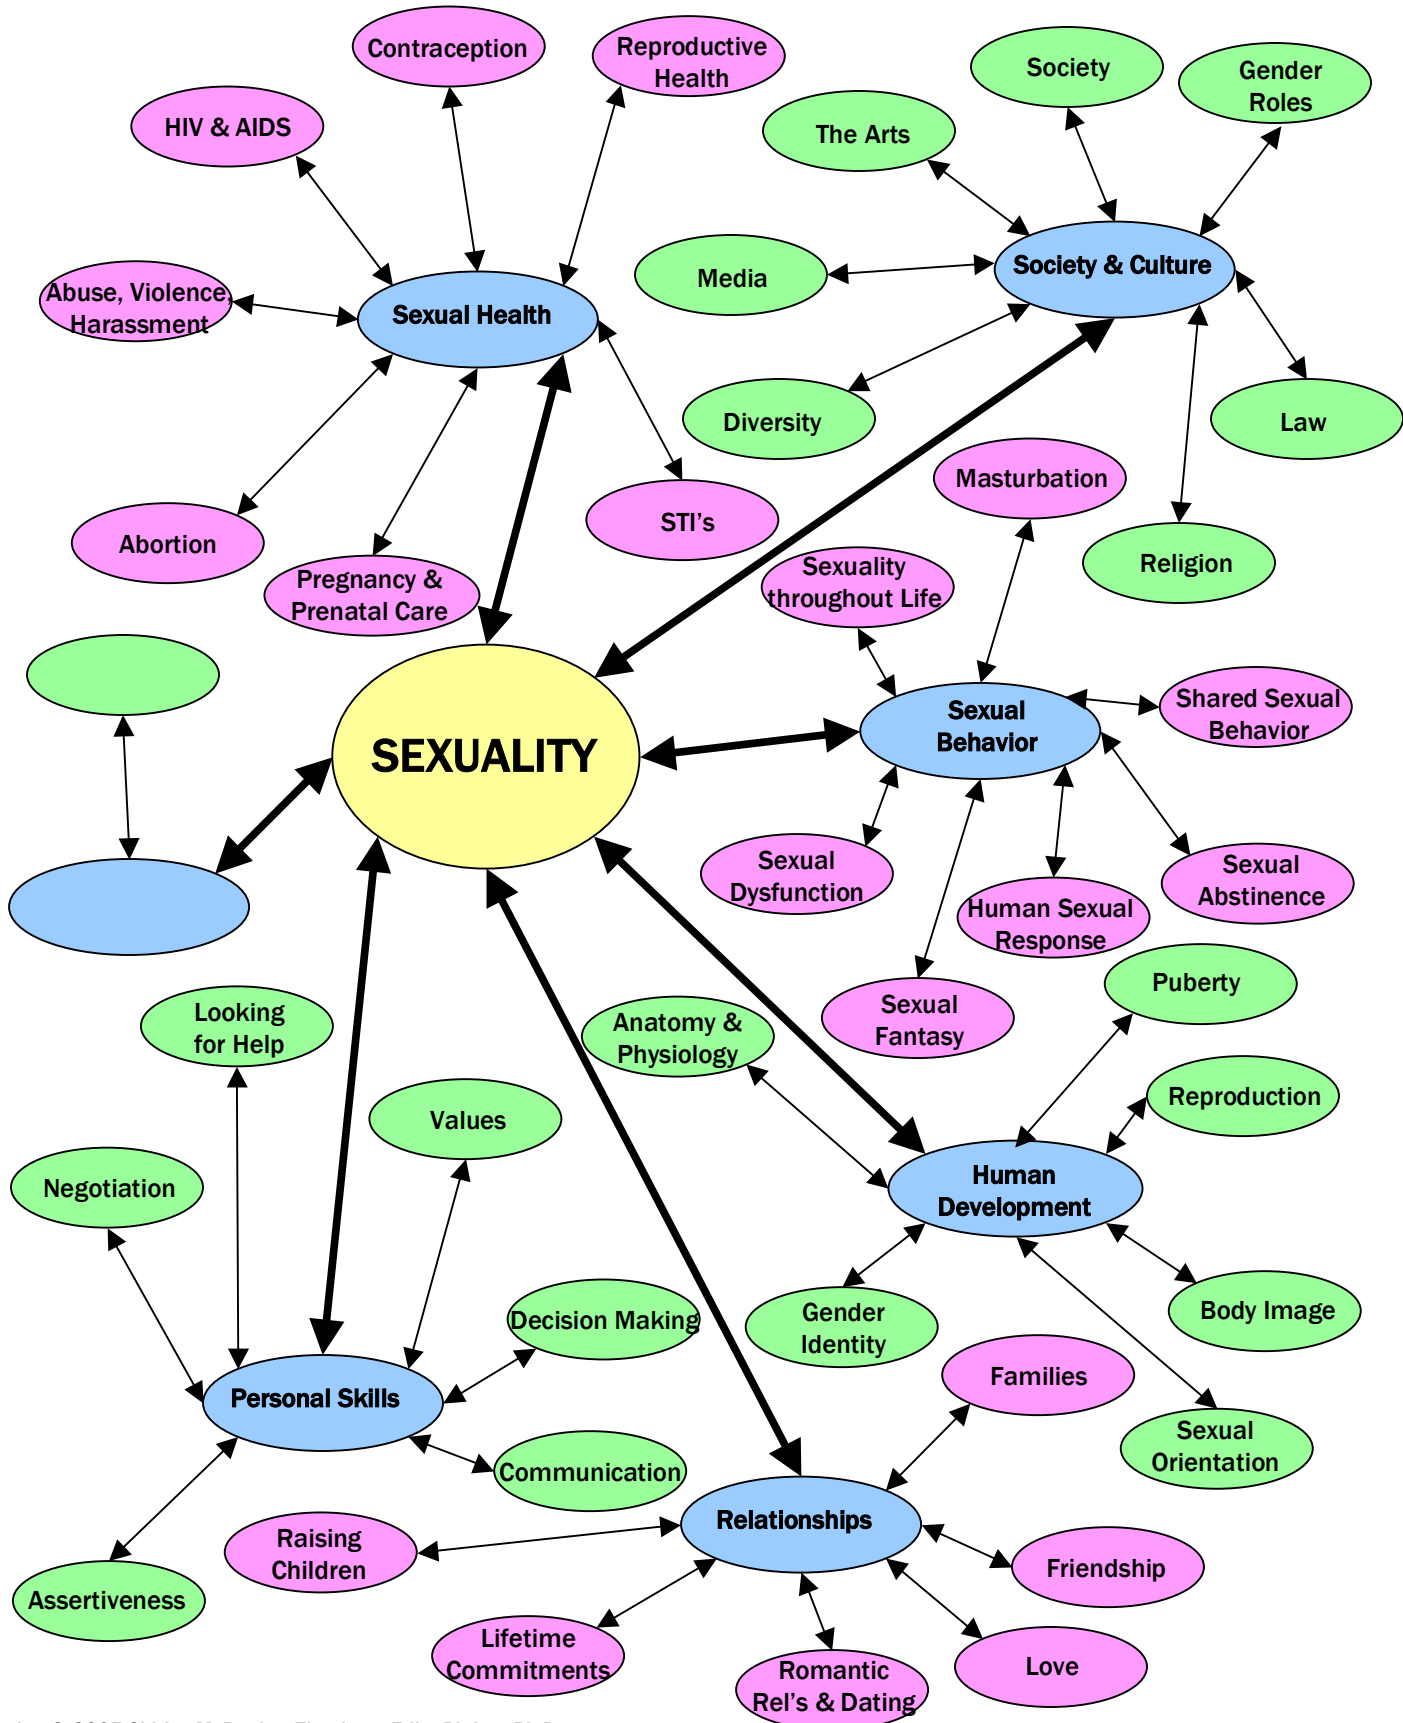 Contraception
Reproductive
Health
HIV & AIDS
Abuse, Violence,
Harassment
Sexual Health
Abortion
Pregnancy &
Prenatal Care
STI's
Society
Gender
Roles
The Arts
Media
Society & Culture
Diversity
Law
Religion
Masturbation
Sexuality
throughout Life
Sexual
Behavior
Shared Sexual
Behavior
Sexual
Dysfunction
Human Sexual
Response
Sexual
Abstinence
Sexual
Fantasy
SEXUALITY
Looking
for Help
Values
Negotiation
Decision Making
Personal Skills
Communication
Assertiveness
Anatomy &
Physiology
Puberty
Reproduction
Human
Development
Gender
Identity
Body Image
Sexual
Orientation
Families
Relationships
Raising
Children
Friendship
Lifetime
Commitments
Love
Romantic
Rel's & Dating